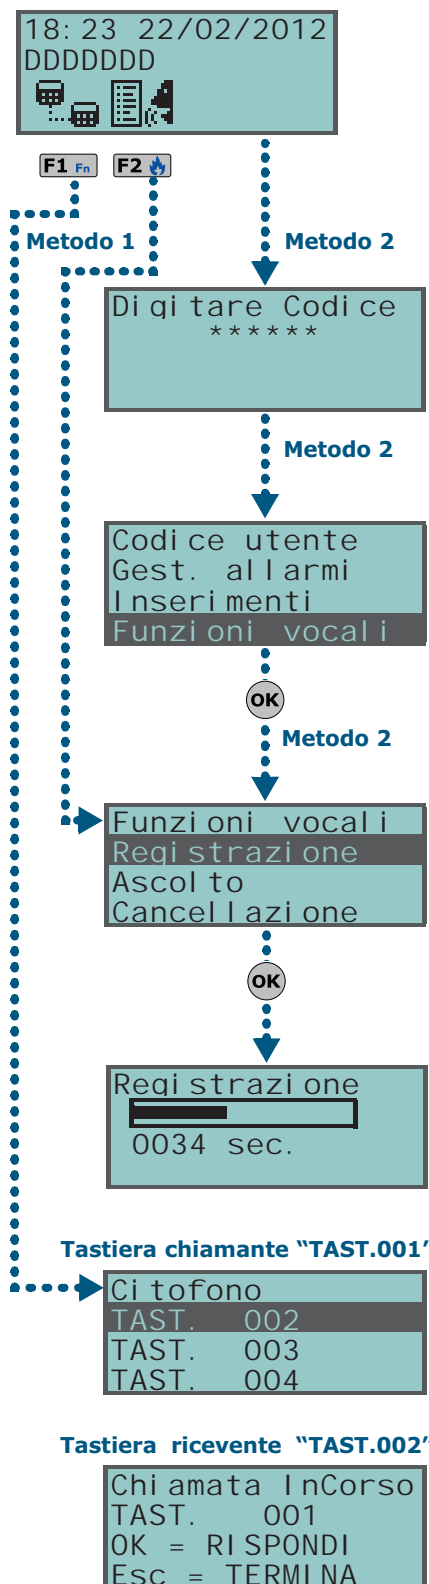 18:23 22/02/2012
DDDDDDD
F1 Fn F2
Metodo 1
Metodo 2
Digitare Codice
******
Metodo 2
Codice utente
Gest. allarmi
Inserimenti
Funzioni vocali
OK
Metodo 2
Funzioni vocali
Registrazione
Ascolto
Cancellazione
OK
Registrazione
0034 sec.
Tastiera chiamante “TAST.001”
Citofono
TAST. 002
TAST. 003
TAST. 004
Tastiera ricevente “TAST.002”
Chiamata InCorso
TAST. 001
OK = RISPONDI
Esc = TERMINA